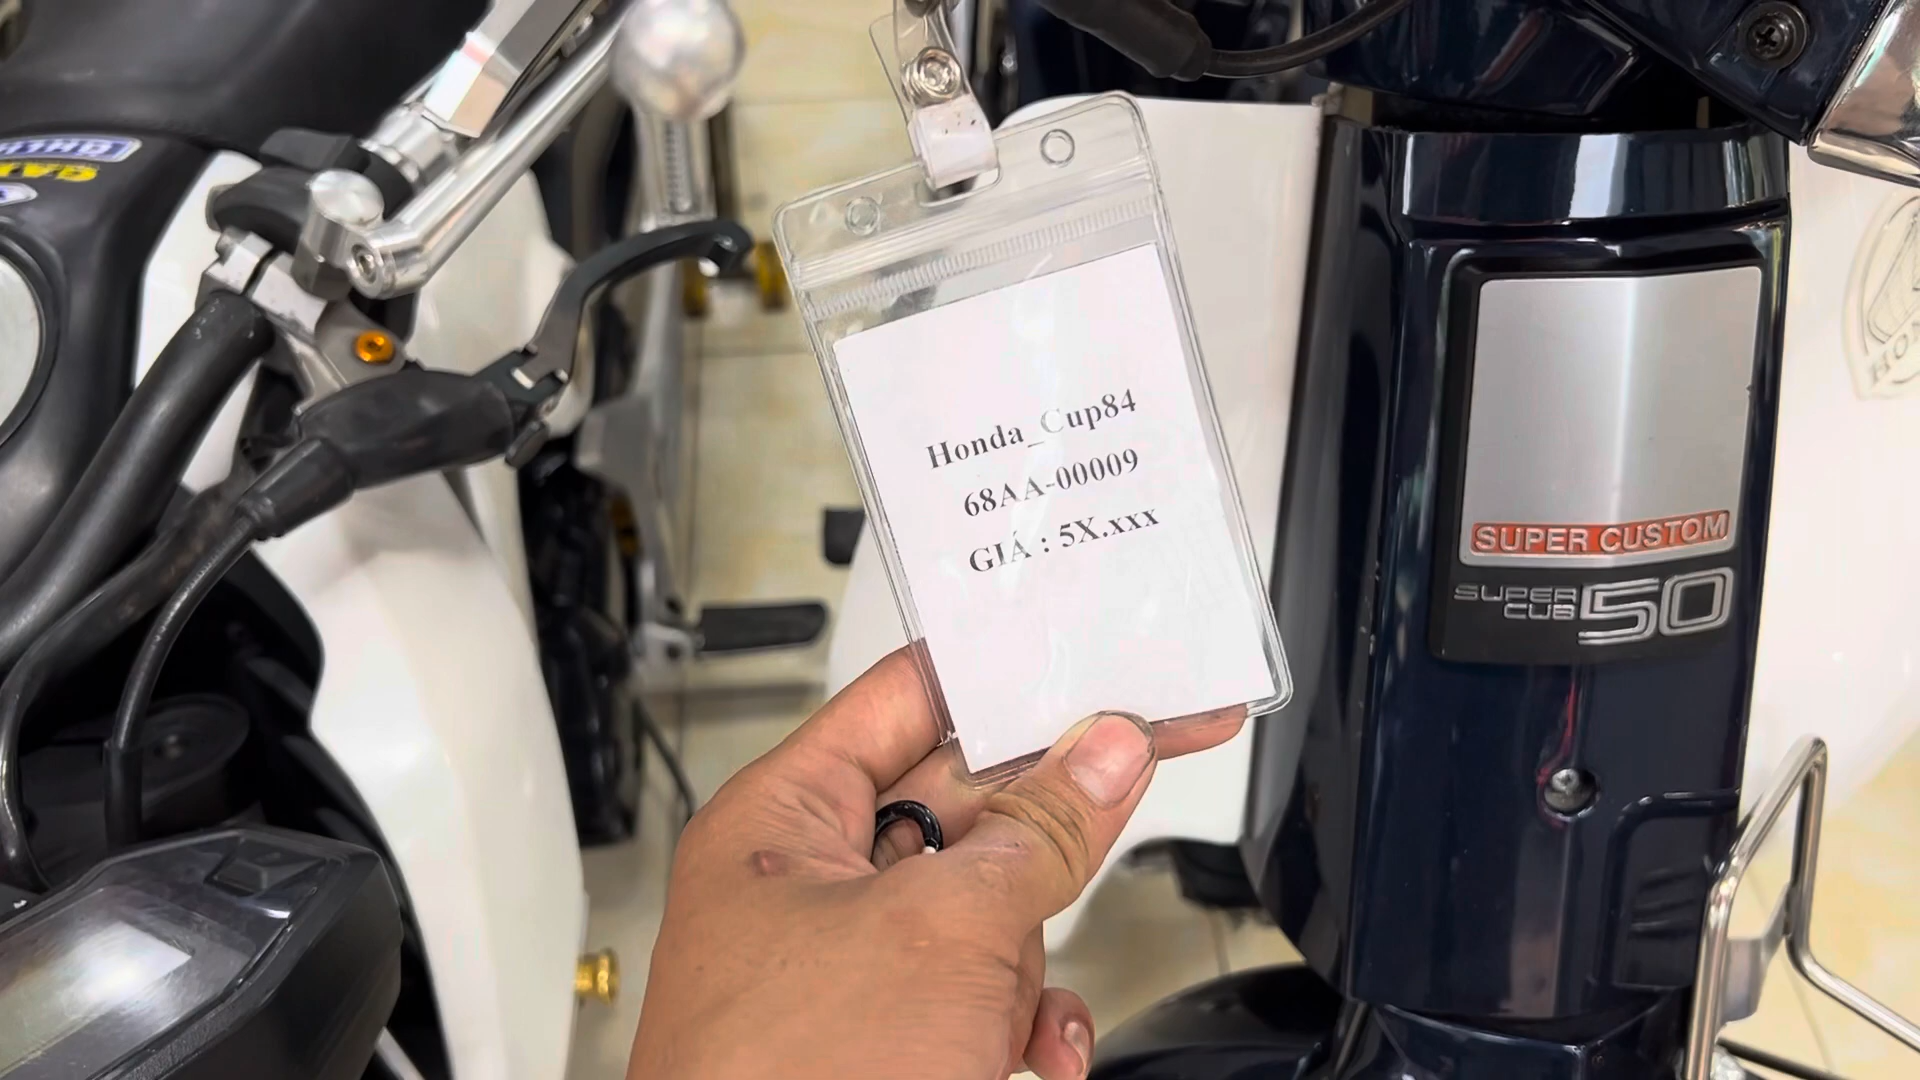 Honda_Cup84
68AA-00009
GIÁ : 5X.xxx
SUPER CUSTOM
SUPER
CUB 50